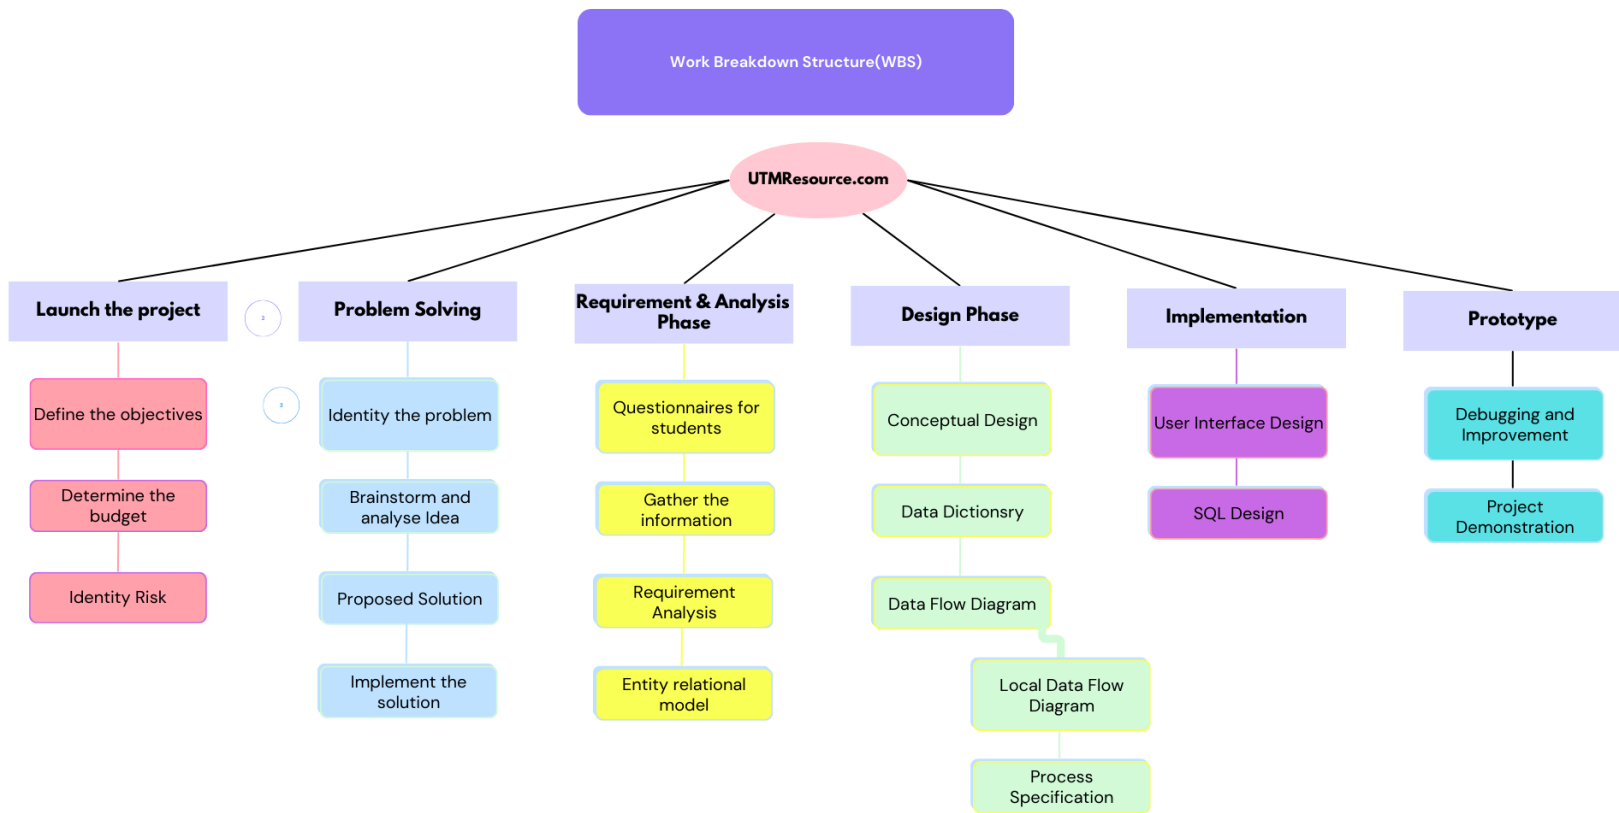 Work Breakdown Structure(WBS)
UTMResource.com
Launch the project
Define the objectives
Determine the
budget
Identity Risk
Problem Solving
Identity the problem
Brainstorm and
analyse Idea
Proposed Solution
Implement the
solution
Requirement & Analysis
Phase
Questionnaires for
students
Gather the
information
Requirement
Analysis
Entity relational
model
Design Phase
Conceptual Design
Data Dictionsry
Data Flow Diagram
Local Data Flow
Diagram
Process
Specification
Implementation
User Interface Design
SQL Design
Prototype
Debugging and
Improvement
Project
Demonstration